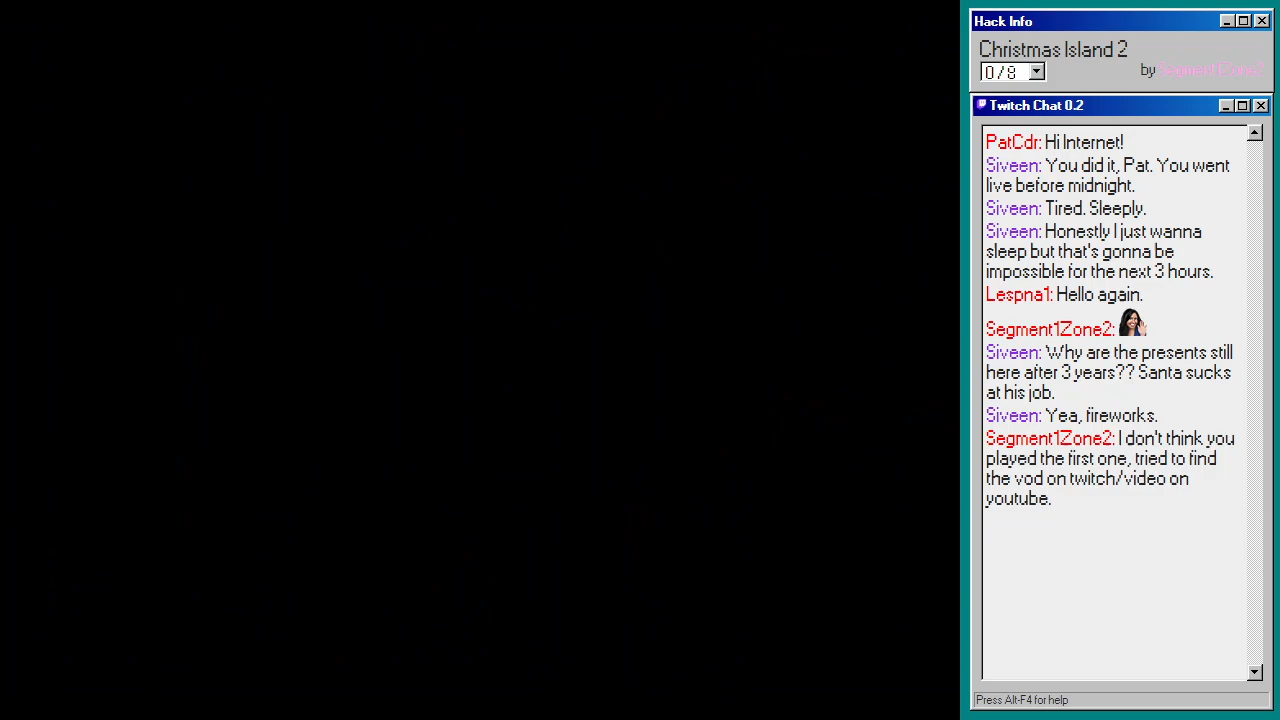 Hack Info
Christmas Island 2
0/8
by Segment1Zone2
Twitch Chat 0.2
PatCdr: Hi Internet!
Siveen: You did it, Pat. You went
live before midnight.
Siveen: Tired. Sleeply.
Siveen: Honestly I just wanna
sleep but that's gonna be
impossible for the next 3 hours.
Lespna1: Hello again.
Segment1Zone2:
Siveen: Why are the presents still
here after 3 years?? Santa sucks
at his job.
Siveen: Yea, fireworks.
Segment1Zone2: I don't think you
played the first one, tried to find
the vod on twitch/video on
youtube.
Press Alt-F4 for help